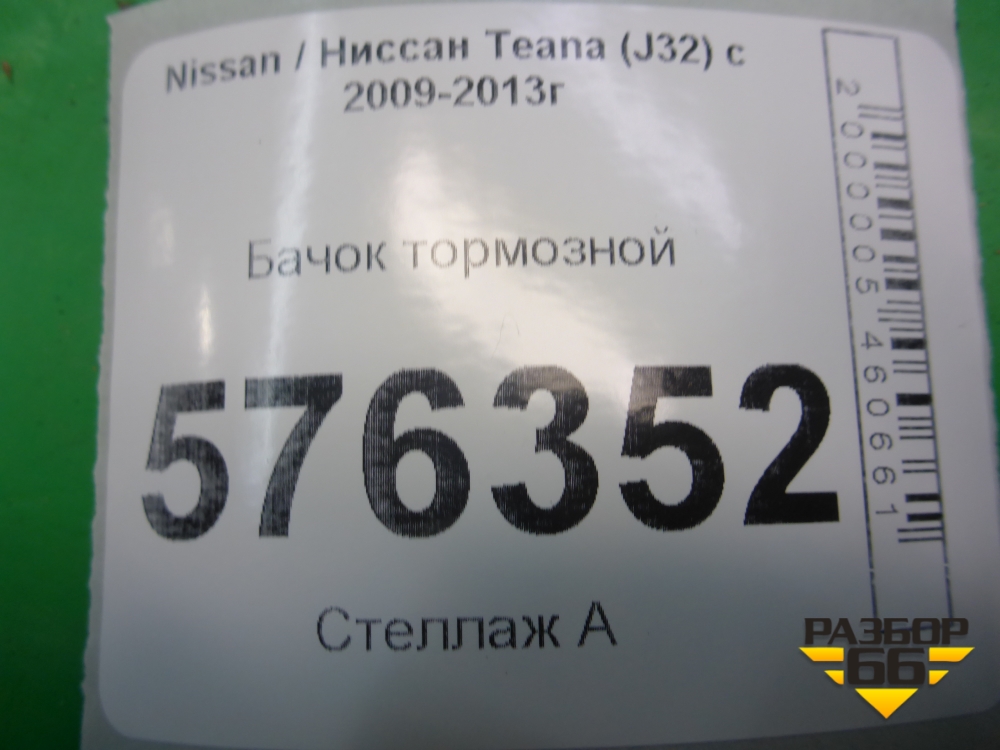 Nissan / Ниссан Teana (J32) с
2009-2013г
Бачок тормозной
576352
Стеллаж А
2000005460661
РАЗБОР
66